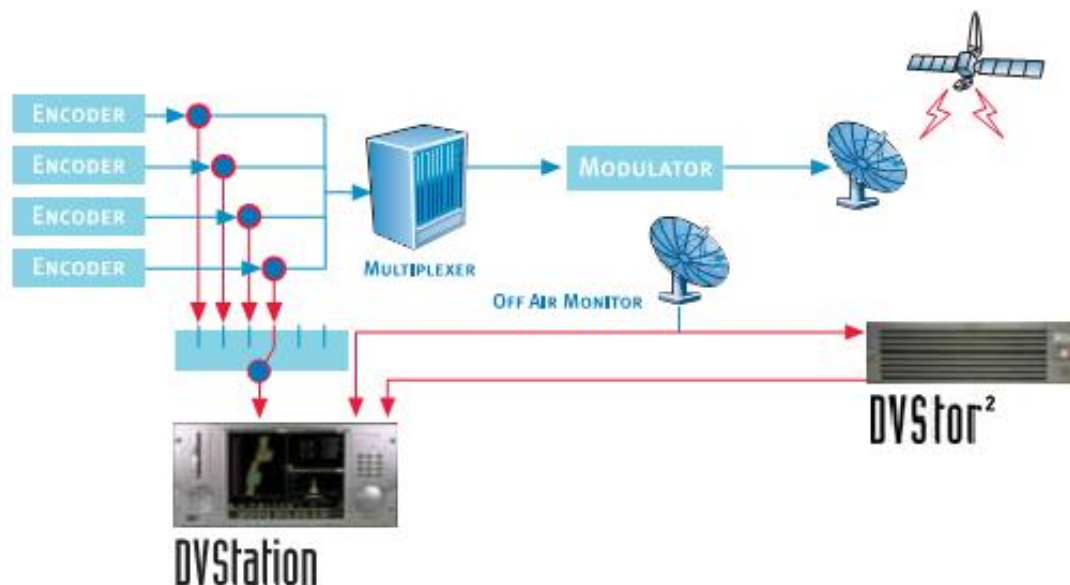 ENCODER
ENCODER
ENCODER
ENCODER
MULTIPLEXER
MODULATOR
OFF AIR MONITOR
DVStor²
DVStation